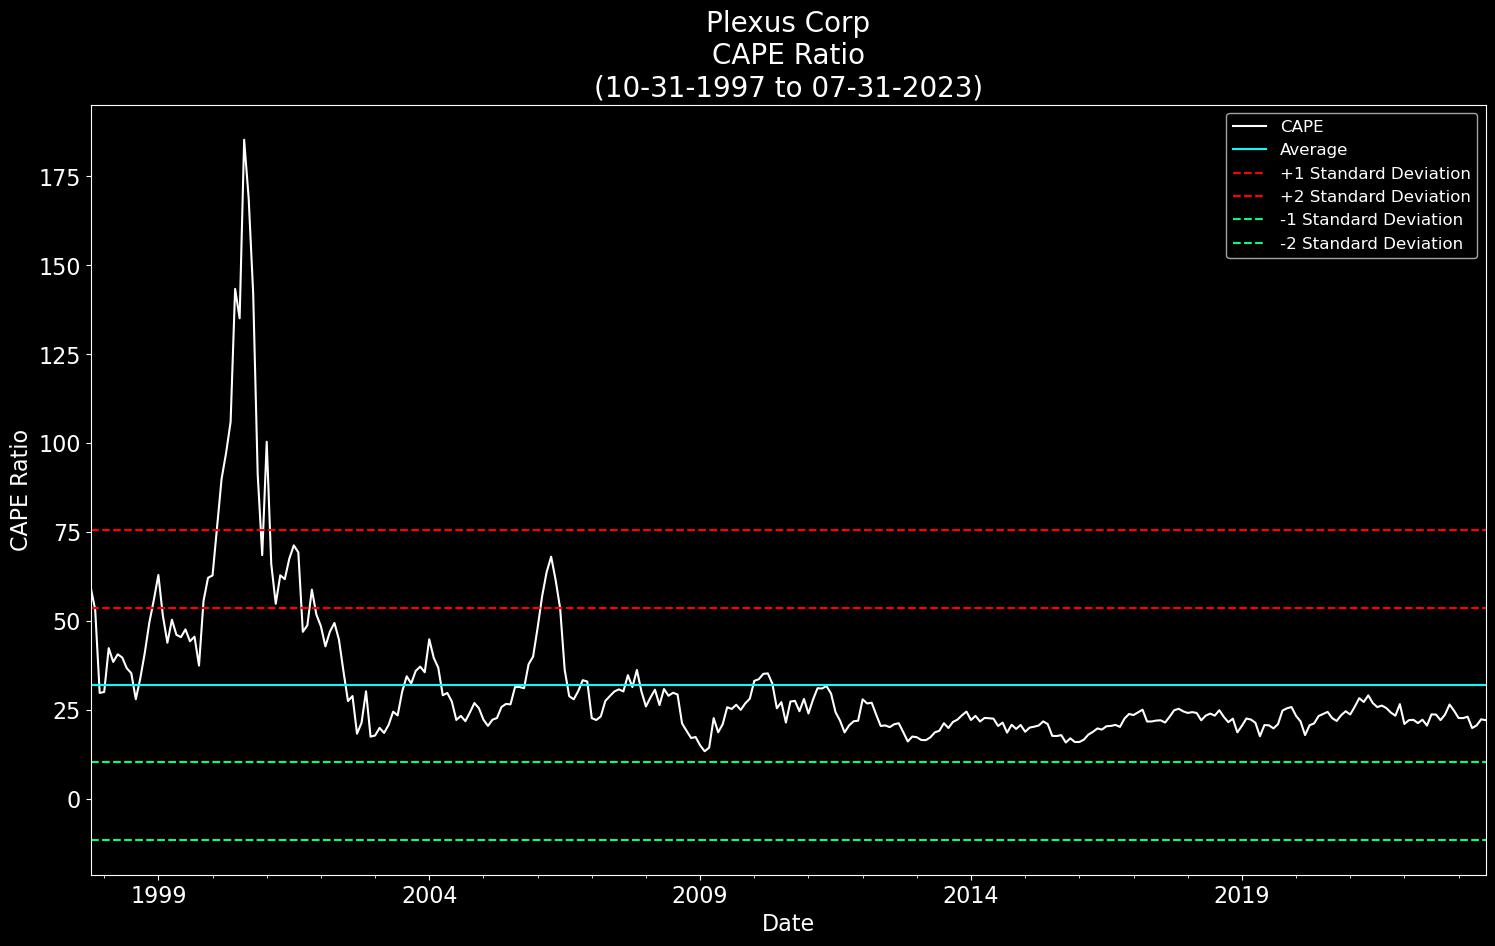 Plexus Corp
CAPE Ratio
(10-31-1997 to 07-31-2023)
CAPE
Average
+1 Standard Deviation
+2 Standard Deviation
-1 Standard Deviation
-2 Standard Deviation
CAPE Ratio
175
150
125
100
75
50
25
0
1999
2004
2009
2014
2019
Date